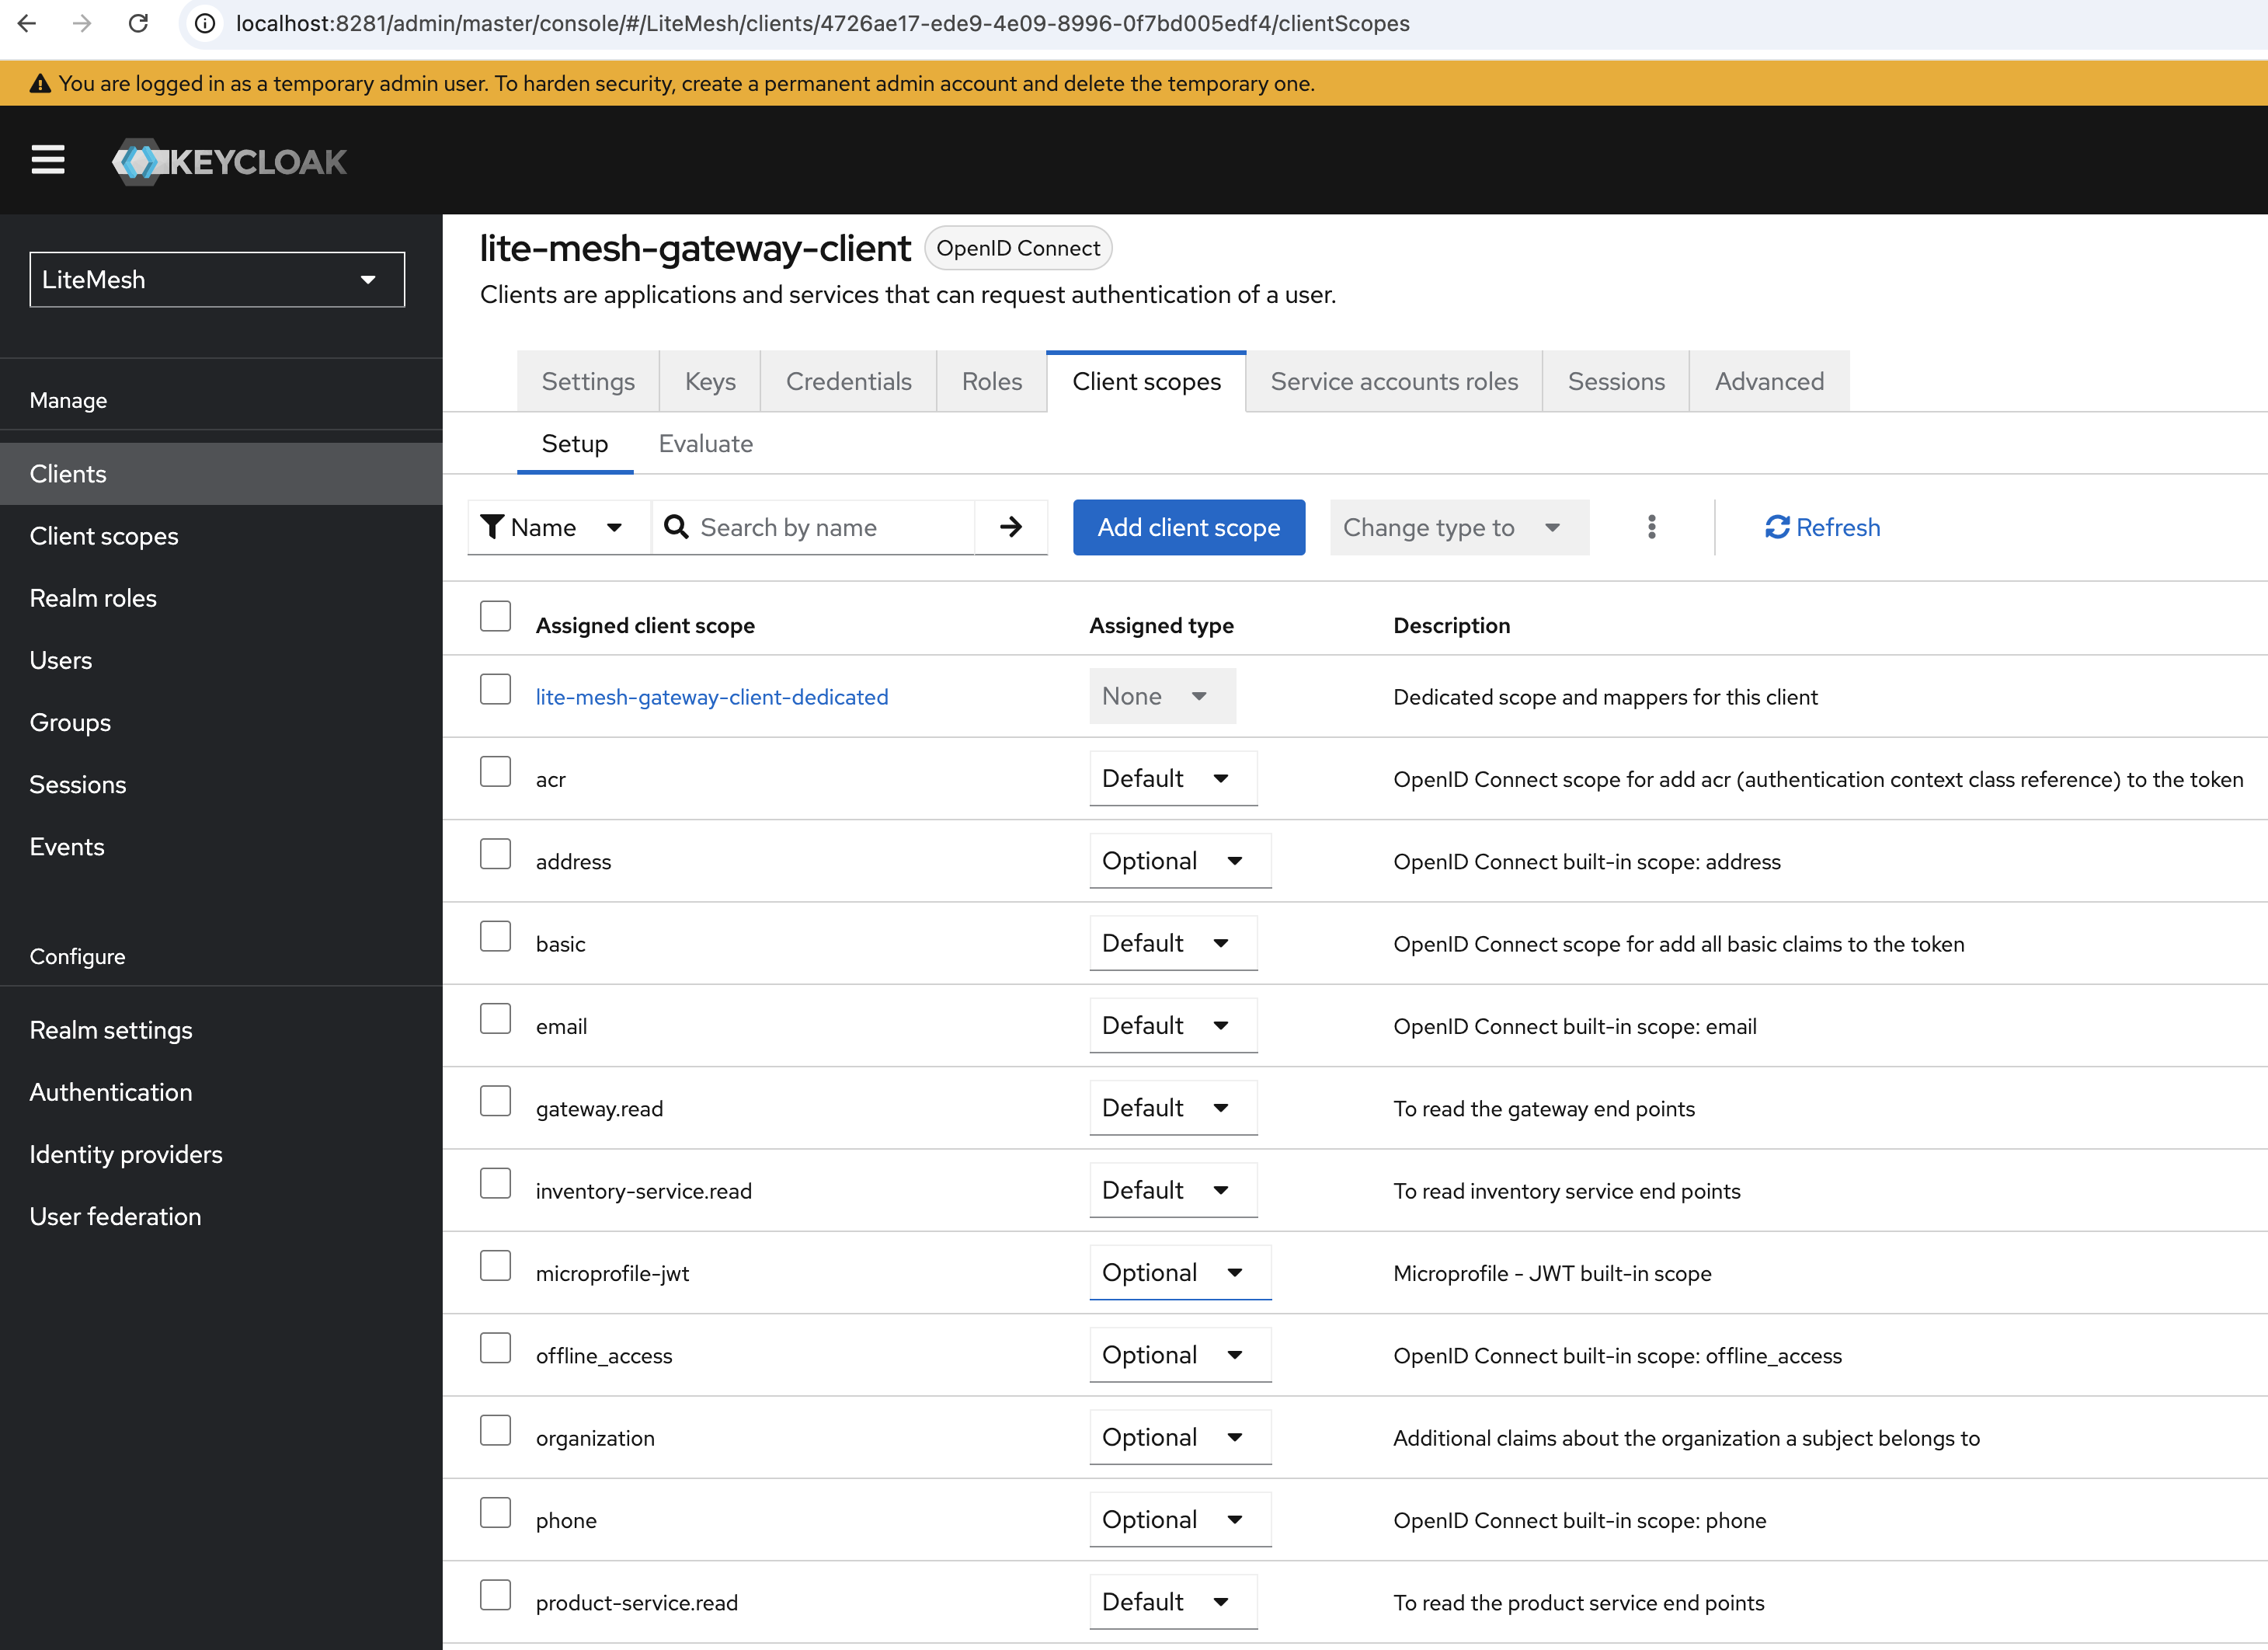 localhost:8281/admin/master/console/#/LiteMesh/clients/4726ae17-ede9-4e09-8996-0f7bd005edf4/clientScopes
You are logged in as a temporary admin user. To harden security, create a permanent admin account and delete the temporary one.
KEYCLOAK
LiteMesh
Manage
Clients
Client scopes
Realm roles
Users
Groups
Sessions
Events
Configure
Realm settings
Authentication
Identity providers
User federation
lite-mesh-gateway-client OpenID Connect
Clients are applications and services that can request authentication of a user.
Settings Keys Credentials Roles Client scopes Service accounts roles Sessions Advanced
Setup Evaluate
Name Search by name Add client scope Change type to Refresh
Assigned client scope Assigned type Description
lite-mesh-gateway-client-dedicated None Dedicated scope and mappers for this client
acr Default OpenID Connect scope for add acr (authentication context class reference) to the token
address Optional OpenID Connect built-in scope: address
basic Default OpenID Connect scope for add all basic claims to the token
email Default OpenID Connect built-in scope: email
gateway.read Default To read the gateway end points
inventory-service.read Default To read inventory service end points
microprofile-jwt Optional Microprofile - JWT built-in scope
offline_access Optional OpenID Connect built-in scope: offline_access
organization Optional Additional claims about the organization a subject belongs to
phone Optional OpenID Connect built-in scope: phone
product-service.read Default To read the product service end points